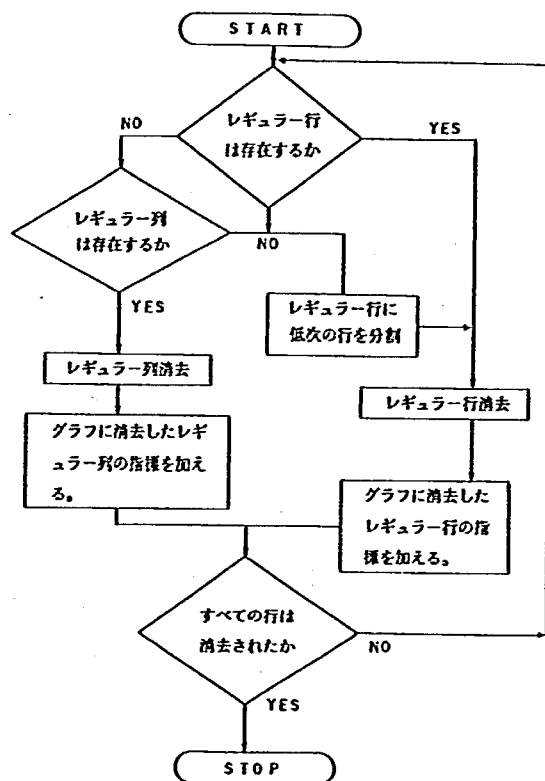 START
レギュラー行
は存在するか
NO
YES
レギュラー列
は存在するか
NO
YES
レギュラー行に
低次の行を分割
レギュラー列消去
レギュラー行消去
グラフに消去したレギ
ュラー列の指標を加え
る。
グラフに消去した
レギュラー行の指
標を加える。
すべての行は
消去されたか
NO
YES
STOP